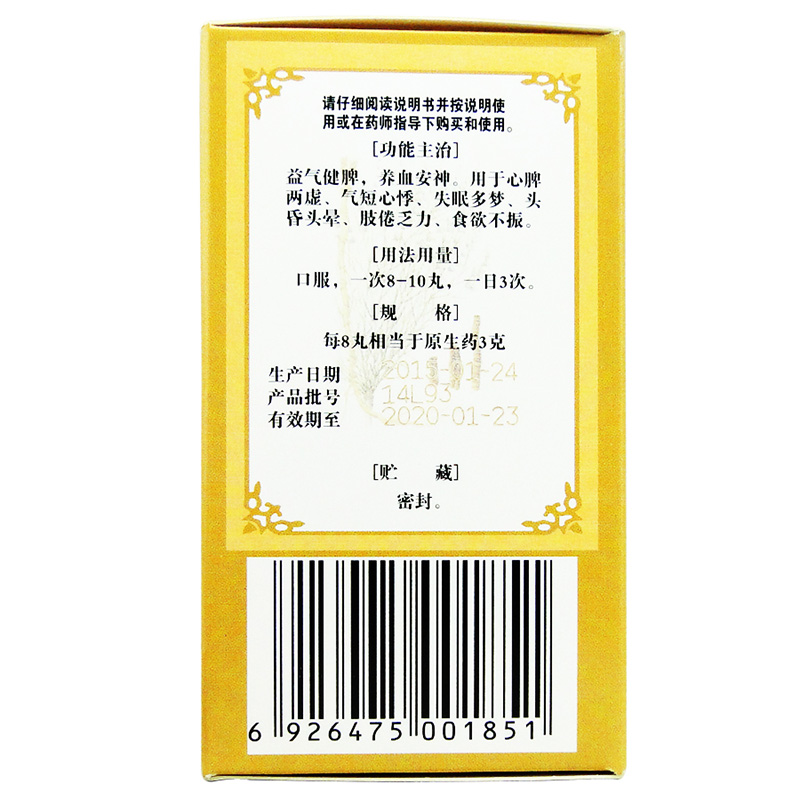 请仔细阅读说明书并按说明使
用或在药师指导下购买和使用。
[功能主治]
益气健脾，养血安神。用于心脾
两虚、气短心悸、失眠多梦、头
昏头晕、肢倦乏力、食欲不振。
[用法用量]
口服，一次8-10丸，一日3次。
[规 格]
每8丸相当于原生药3克
生产日期 2015-01-24
产品批号 14L93
有效期至 2020-01-23
[贮 藏]
密封。
6 926475 001851